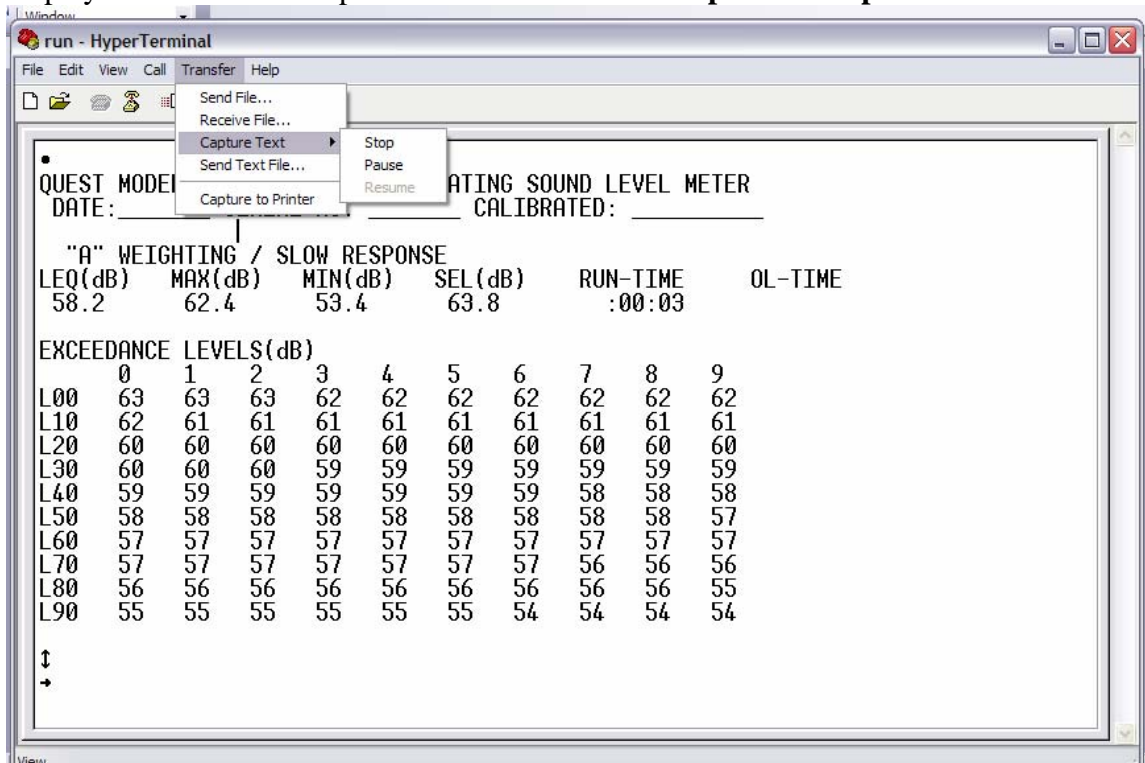 Window
run - HyperTerminal
File Edit View Call Transfer Help
Send File...
Receive File...
Capture Text
Send Text File...
Capture to Printer
Stop
Pause
Resume
QUEST MODEL ATING SOUND LEVEL METER
DATE:_______ _______ CALIBRATED: __________
"A" WEIGHTING / SLOW RESPONSE
LEQ(dB) MAX(dB) MIN(dB) SEL(dB) RUN-TIME OL-TIME
58.2 62.4 53.4 63.8 :00:03
EXCEEDANCE LEVELS(dB)
0 1 2 3 4 5 6 7 8 9
L00 63 63 63 62 62 62 62 62 62 62
L10 62 61 61 61 61 61 61 61 61 61
L20 60 60 60 60 60 60 60 60 60 60
L30 60 60 60 59 59 59 59 59 59 59
L40 59 59 59 59 59 59 59 58 58 58
L50 58 58 58 58 58 58 58 58 58 57
L60 57 57 57 57 57 57 57 57 57 57
L70 57 57 57 57 57 57 57 56 56 56
L80 56 56 56 56 56 56 56 56 56 55
L90 55 55 55 55 55 55 54 54 54 54
View